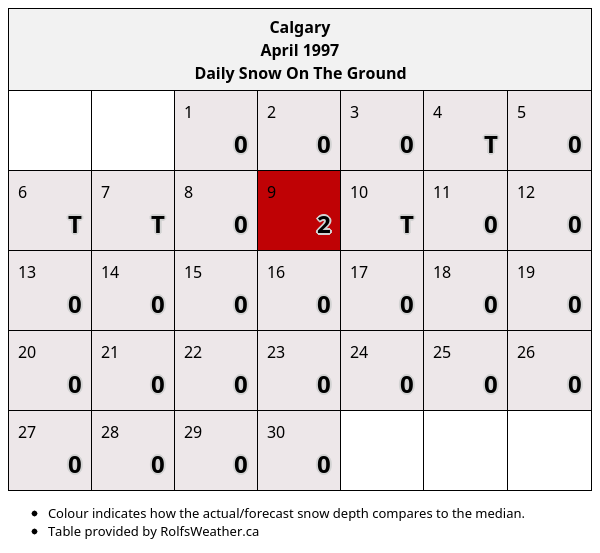 Calgary
April 1997
Daily Snow On The Ground
1 2 3 4 5
0 0 0 T 0
6 7 8 9 10 11 12
T T 0 2 T 0 0
13 14 15 16 17 18 19
0 0 0 0 0 0 0
20 21 22 23 24 25 26
0 0 0 0 0 0 0
27 28 29 30
0 0 0 0
• Colour indicates how the actual/forecast snow depth compares to the median.
• Table provided by RolfsWeather.ca